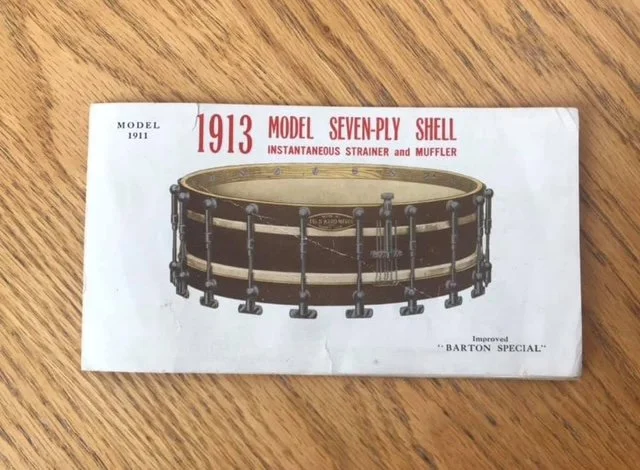 MODEL
1911
1913 MODEL SEVEN-PLY SHELL
INSTANTANEOUS STRAINER and MUFFLER
Improved
"BARTON SPECIAL"